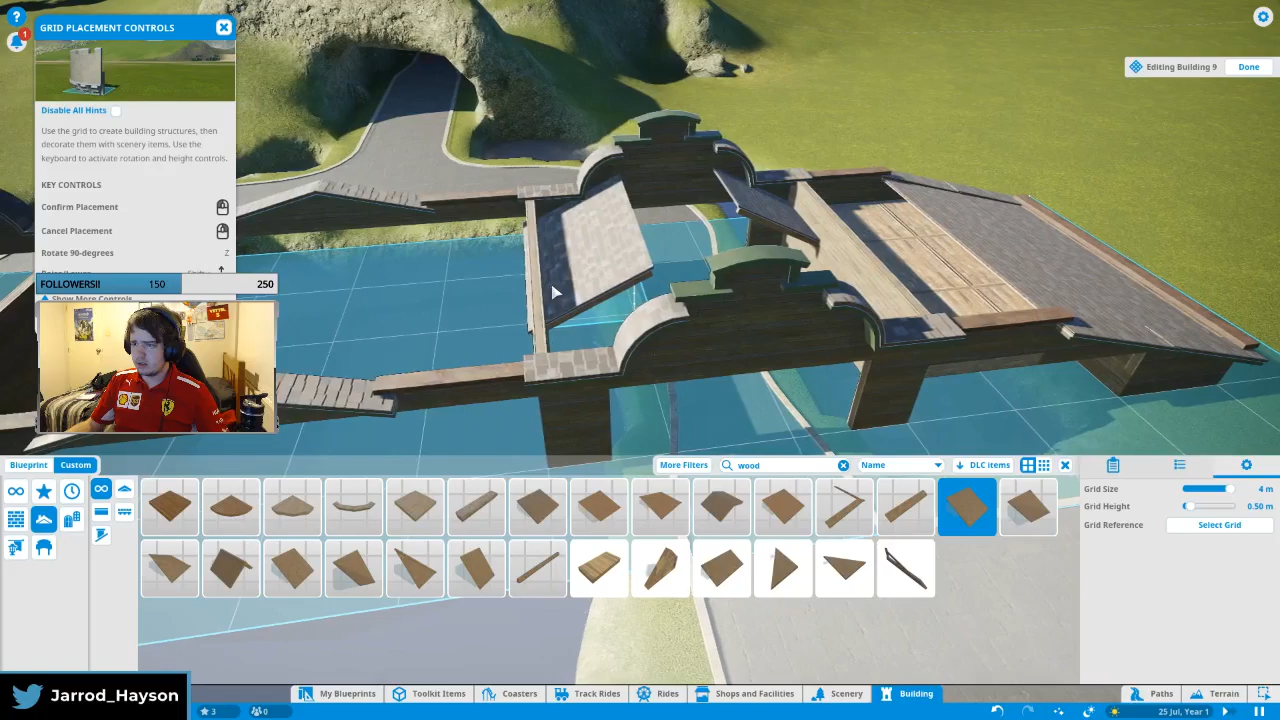 ?
1
GRID PLACEMENT CONTROLS
Disable All Hints
Use the grid to create building structures, then
decorate them with scenery items. Use the
keyboard to activate rotation and height controls.
KEY CONTROLS
Confirm Placement
Cancel Placement
Rotate 90-degrees Z
FOLLOWERS!! 150 250
Show More Controls
Editing Building 9 Done
Blueprint Custom
More Filters wood Name DLC items
Grid Size 4 m
Grid Height 0.50 m
Grid Reference Select Grid
Jarrod_Hayson
My Blueprints Toolkit Items Coasters Track Rides Rides Shops and Facilities Scenery Building Paths Terrain
3 0 25 Jul, Year 1